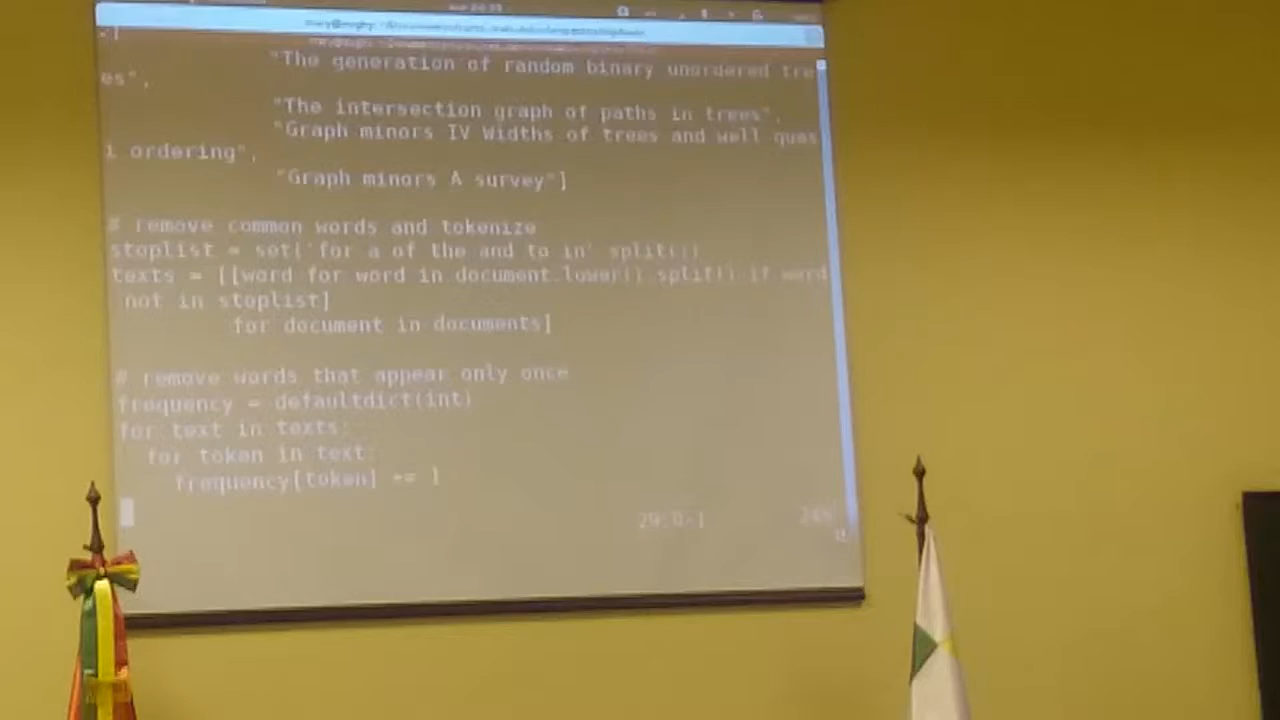 "The generation of random binary unordered tre
es",
"The intersection graph of paths in trees",
"Graph minors IV Widths of trees and well quas
i ordering",
"Graph minors A survey"]
# remove common words and tokenize
stoplist = set('for a of the and to in'.split())
texts = [[word for word in document.lower().split() if word
not in stoplist]
for document in documents]
# remove words that appear only once
frequency = defaultdict(int)
for text in texts:
for token in text:
frequency[token] += 1
29,0-1
24%